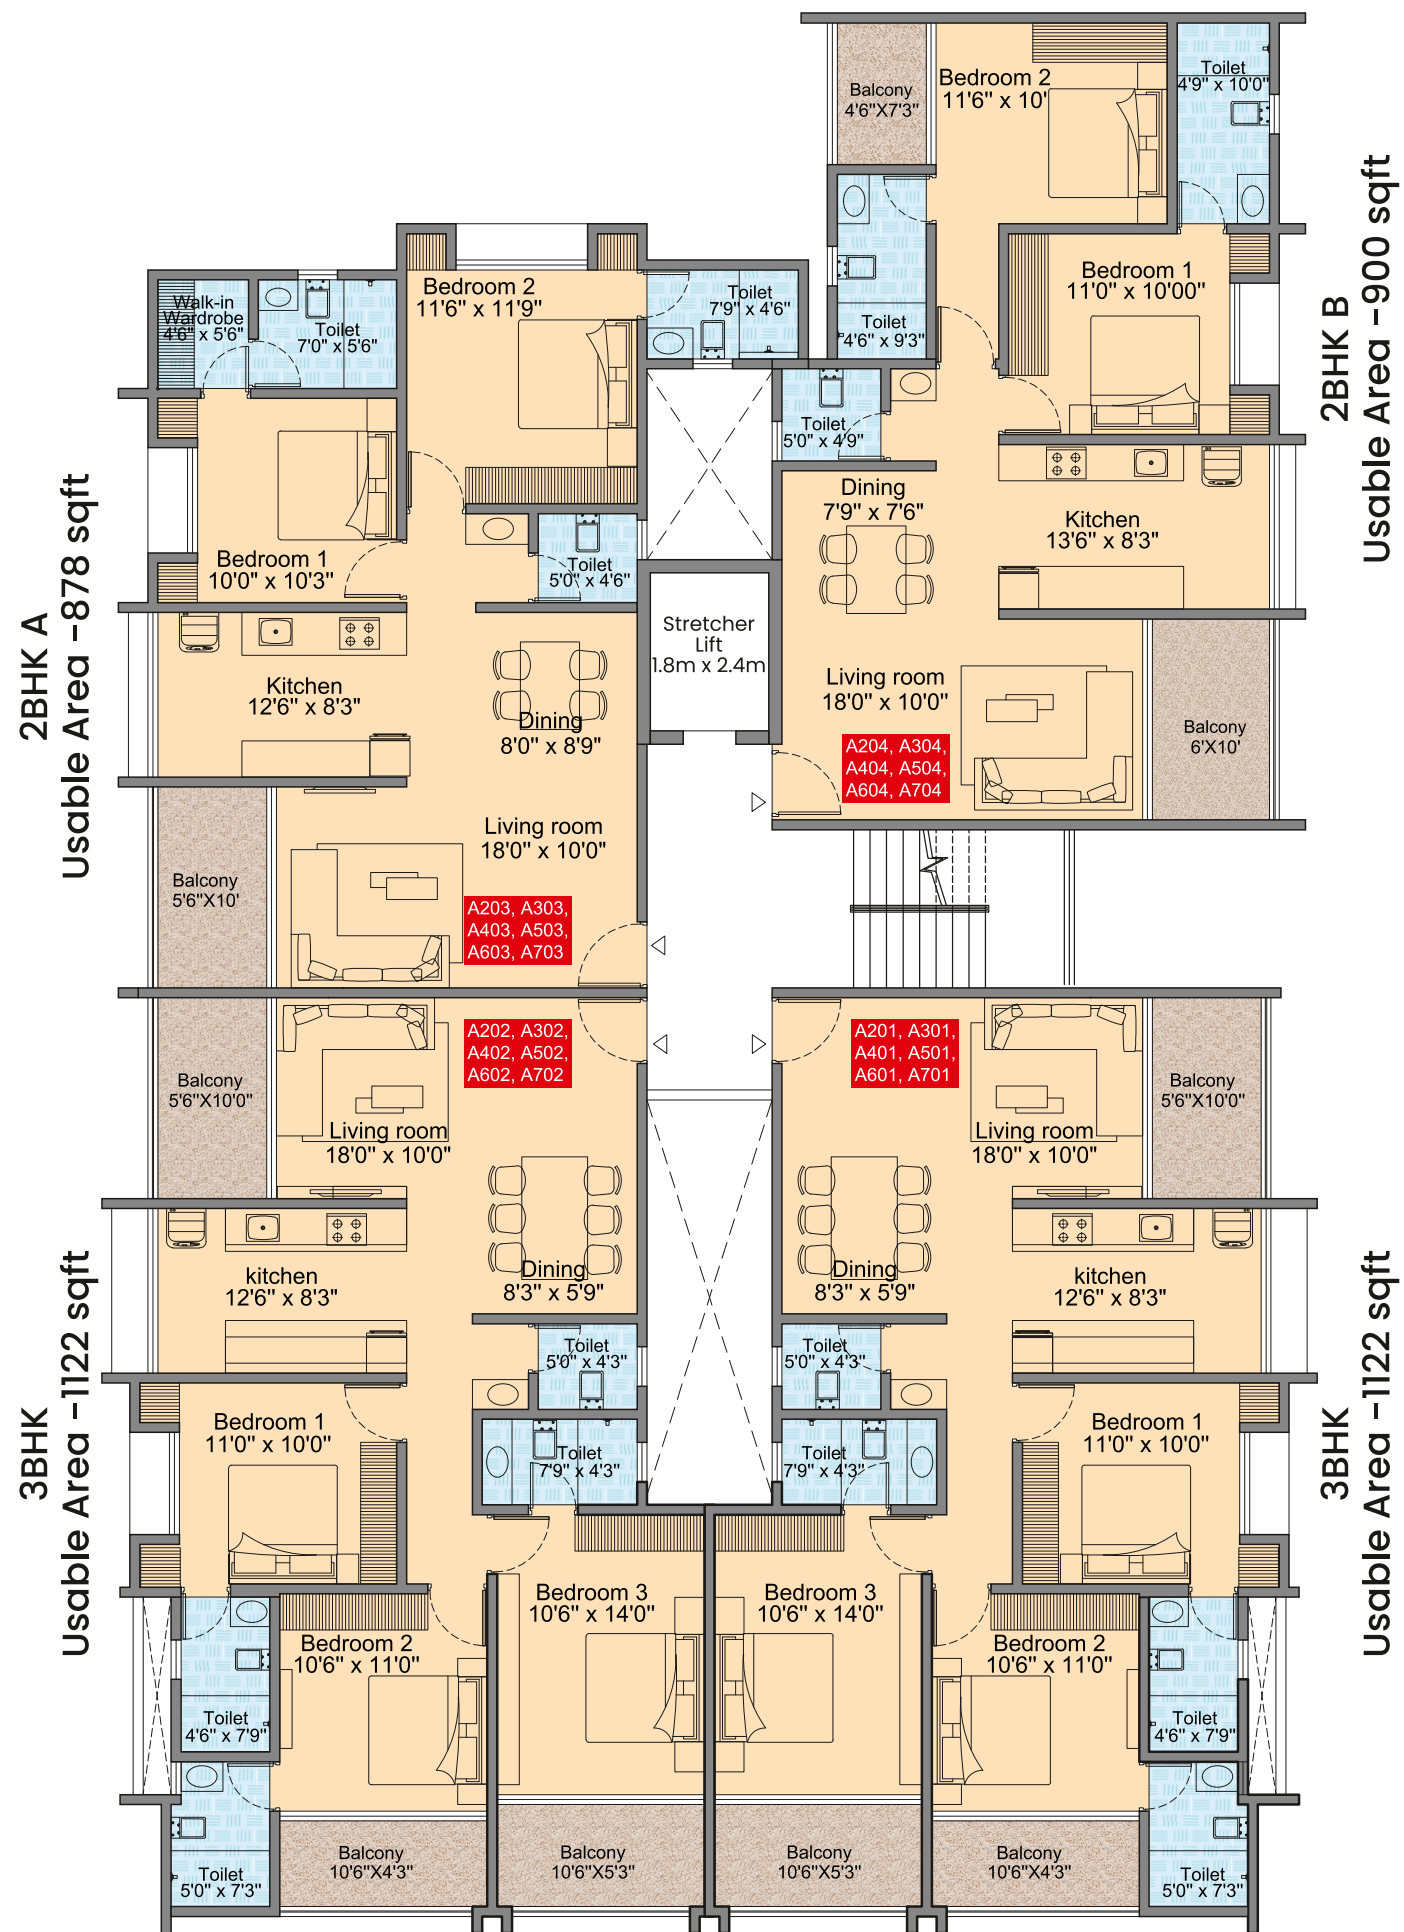 Bedroom 2
11'6" x 10'
Toilet
4'9" x 10'0"
Balcony
4'6"X7'3"
Toilet
4'6" x 9'3"
Bedroom 1
11'0" x 10'00"
2BHK B
Usable Area -900 sqft
Toilet
5'0" x 4'9"
Dining
7'9" x 7'6"
Kitchen
13'6" x 8'3"
Living room
18'0" x 10'0"
A204, A304,
A404, A504,
A604, A704
Balcony
6'X10'
Walk-in
Wardrobe
4'6" x 5'6"
Toilet
7'0" x 5'6"
Bedroom 2
11'6" x 11'9"
Toilet
7'9" x 4'6"
Bedroom 1
10'0" x 10'3"
Toilet
5'0" x 4'6"
2BHK A
Usable Area -878 sqft
Stretcher
Lift
1.8m x 2.4m
Kitchen
12'6" x 8'3"
Dining
8'0" x 8'9"
Living room
18'0" x 10'0"
Balcony
5'6"X10'
A203, A303,
A403, A503,
A603, A703
A202, A302,
A402, A502,
A602, A702
Balcony
5'6"X10'0"
Living room
18'0" x 10'0"
kitchen
12'6" x 8'3"
Dining
8'3" x 5'9"
Toilet
5'0" x 4'3"
Toilet
7'9" x 4'3"
Bedroom 1
11'0" x 10'0"
Bedroom 2
10'6" x 11'0"
Bedroom 3
10'6" x 14'0"
Toilet
4'6" x 7'9"
Toilet
5'0" x 7'3"
Balcony
10'6"X4'3"
Balcony
10'6"X5'3"
3BHK
Usable Area -1122 sqft
A201, A301,
A401, A501,
A601, A701
Balcony
5'6"X10'0"
Living room
18'0" x 10'0"
Dining
8'3" x 5'9"
kitchen
12'6" x 8'3"
Toilet
5'0" x 4'3"
Toilet
7'9" x 4'3"
Bedroom 1
11'0" x 10'0"
Bedroom 3
10'6" x 14'0"
Bedroom 2
10'6" x 11'0"
Toilet
4'6" x 7'9"
Toilet
5'0" x 7'3"
Balcony
10'6"X5'3"
Balcony
10'6"X4'3"
3BHK
Usable Area -1122 sqft